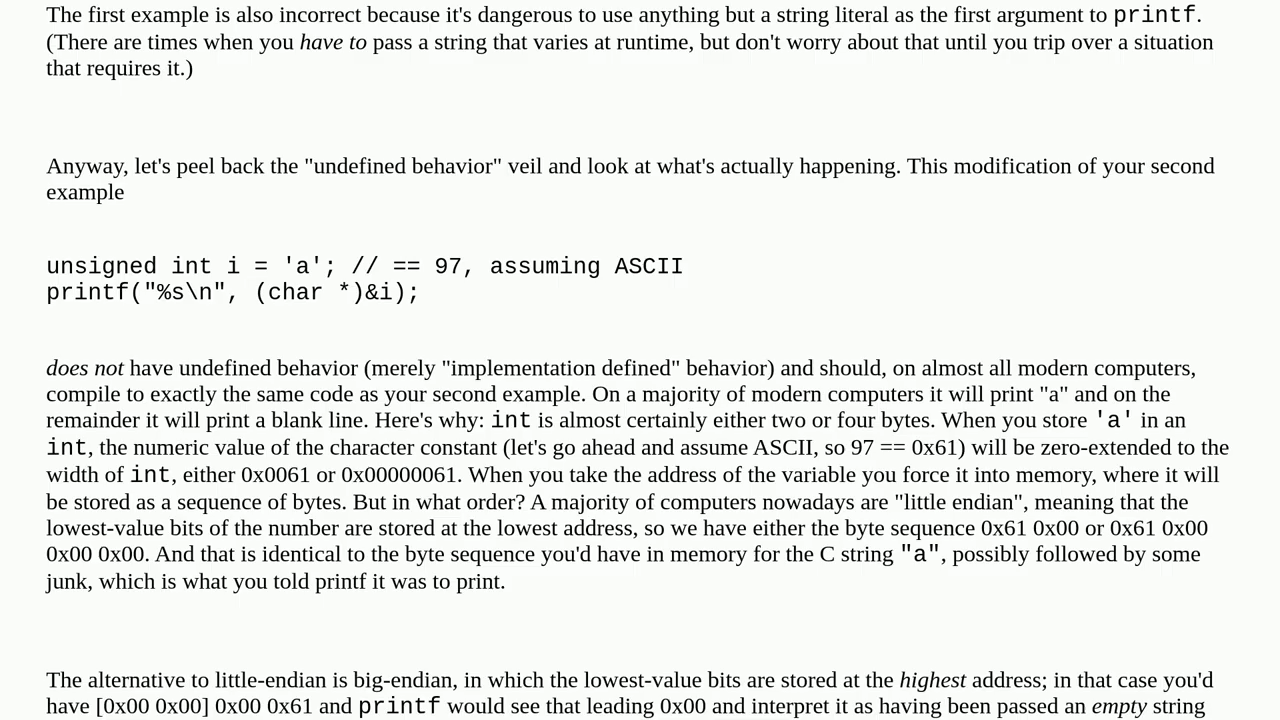 The first example is also incorrect because it's dangerous to use anything but a string literal as the first argument to printf.
(There are times when you have to pass a string that varies at runtime, but don't worry about that until you trip over a situation
that requires it.)
Anyway, let's peel back the "undefined behavior" veil and look at what's actually happening. This modification of your second
example
unsigned int i = 'a'; // == 97, assuming ASCII
printf("%s\n", (char *)&i);
does not have undefined behavior (merely "implementation defined" behavior) and should, on almost all modern computers,
compile to exactly the same code as your second example. On a majority of modern computers it will print "a" and on the
remainder it will print a blank line. Here's why: int is almost certainly either two or four bytes. When you store 'a' in an
int, the numeric value of the character constant (let's go ahead and assume ASCII, so 97 == 0x61) will be zero-extended to the
width of int, either 0x0061 or 0x00000061. When you take the address of the variable you force it into memory, where it will
be stored as a sequence of bytes. But in what order? A majority of computers nowadays are "little endian", meaning that the
lowest-value bits of the number are stored at the lowest address, so we have either the byte sequence 0x61 0x00 or 0x61 0x00
0x00 0x00. And that is identical to the byte sequence you'd have in memory for the C string "a", possibly followed by some
junk, which is what you told printf it was to print.
The alternative to little-endian is big-endian, in which the lowest-value bits are stored at the highest address; in that case you'd
have [0x00 0x00] 0x00 0x61 and printf would see that leading 0x00 and interpret it as having been passed an empty string